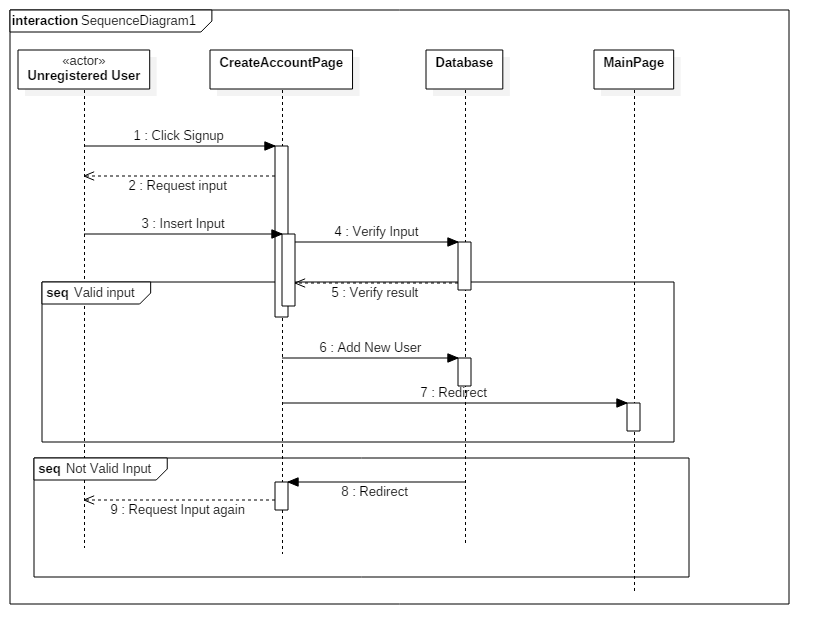 interaction SequenceDiagram1
«actor»
Unregistered User
CreateAccountPage
Database
MainPage
1 : Click Signup
2 : Request input
3 : Insert Input
4 : Verify Input
5 : Verify result
seq Valid input
6 : Add New User
7 : Redirect
seq Not Valid Input
8 : Redirect
9 : Request Input again